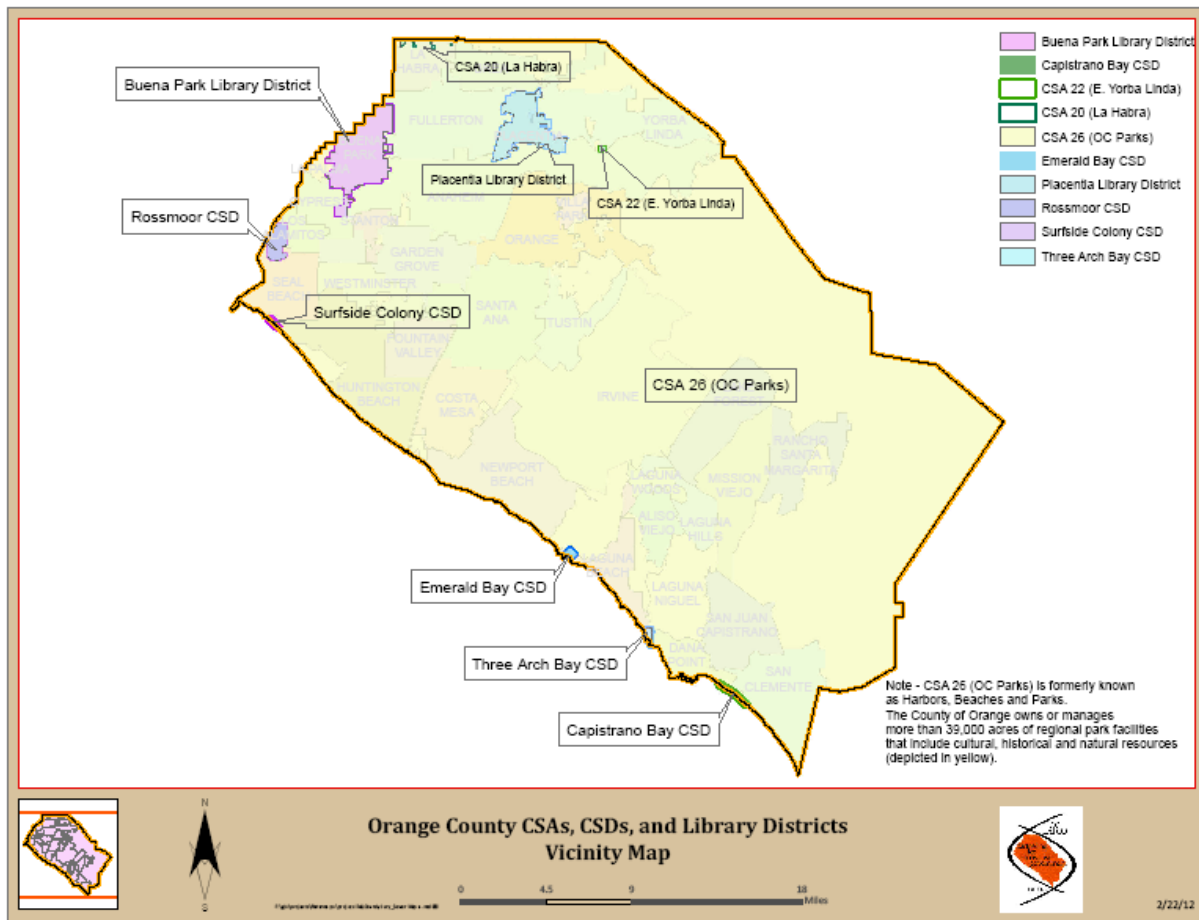 CSA 20 (La Habra)
Buena Park Library District
FULLERTON
YORBA
LINDA
Placentia Library District
ANAHEIM
CSA 22 (E. Yorba Linda)
Rossmoor CSD
STANTON
ORANGE
GARDEN
GROVE
SEAL
BEACH
WESTMINSTER
Surfside Colony CSD
SANTA
ANA
TUSTIN
FOUNTAIN
VALLEY
HUNTINGTON
BEACH
COSTA
MESA
IRVINE
CSA 26 (OC Parks)
FOREST
RANCHO
SANTA
MARGARITA
NEWPORT
BEACH
LAGUNA
WOODS
MISSION
VIEJO
ALISO
VIEJO
LAGUNA
HILLS
LAGUNA
BEACH
Emerald Bay CSD
LAGUNA
NIGUEL
SAN JUAN
CAPISTRANO
Three Arch Bay CSD
DANA
POINT
SAN
CLEMENTE
Capistrano Bay CSD
Buena Park Library District
Capistrano Bay CSD
CSA 22 (E. Yorba Linda)
CSA 20 (La Habra)
CSA 26 (OC Parks)
Emerald Bay CSD
Placentia Library District
Rossmoor CSD
Surfside Colony CSD
Three Arch Bay CSD
Note - CSA 26 (OC Parks) is formerly known
as Harbors, Beaches and Parks.
The County of Orange owns or manages
more than 39,000 acres of regional park facilities
that include cultural, historical and natural resources
(depicted in yellow).
N
S
Orange County CSAs, CSDs, and Library Districts
Vicinity Map
0 4.5 9 18
Miles
2/22/12